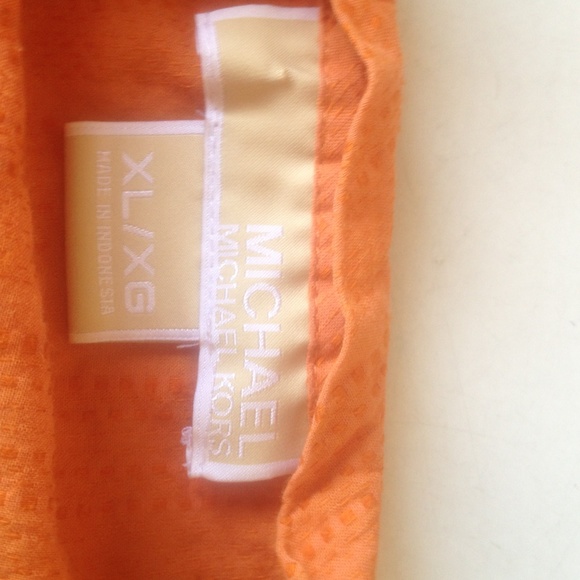 MICHAEL
MICHAEL KORS
XL/XG
MADE IN INDONESIA